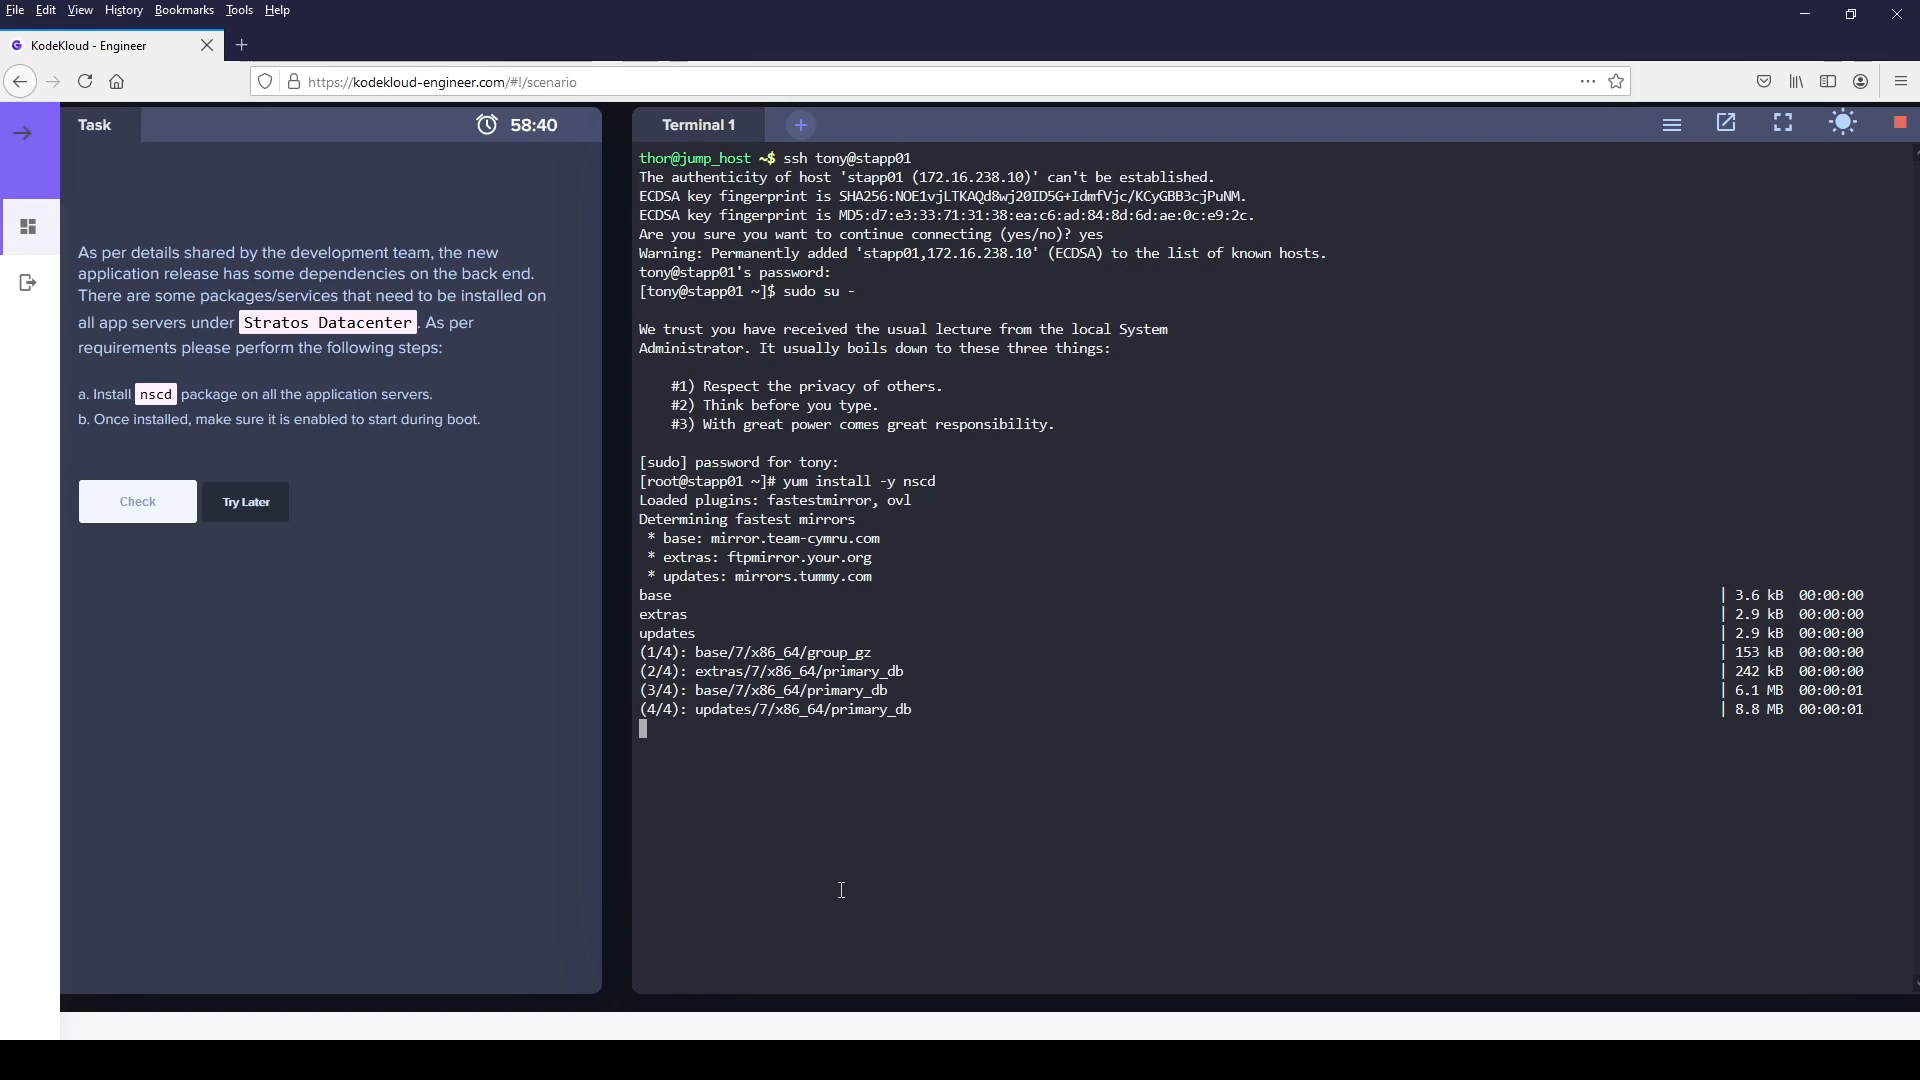 File Edit View History Bookmarks Tools Help
KodeKloud - Engineer
https://kodekloud-engineer.com/#!/scenario
Task
58:40
As per details shared by the development team, the new
application release has some dependencies on the back end.
There are some packages/services that need to be installed on
all app servers under Stratos Datacenter. As per
requirements please perform the following steps:
a. Install nscd package on all the application servers.
b. Once installed, make sure it is enabled to start during boot.
Check Try Later
Terminal 1
thor@jump_host ~$ ssh tony@stapp01
The authenticity of host 'stapp01 (172.16.238.10)' can't be established.
ECDSA key fingerprint is SHA256:NOE1vjLTKAQd8wj20ID5G+IdmfVjc/KCyGBB3cjPuNM.
ECDSA key fingerprint is MD5:d7:e3:33:71:31:38:ea:c6:ad:84:8d:6d:ae:0c:e9:2c.
Are you sure you want to continue connecting (yes/no)? yes
Warning: Permanently added 'stapp01,172.16.238.10' (ECDSA) to the list of known hosts.
tony@stapp01's password:
[tony@stapp01 ~]$ sudo su -
We trust you have received the usual lecture from the local System
Administrator. It usually boils down to these three things:
#1) Respect the privacy of others.
#2) Think before you type.
#3) With great power comes great responsibility.
[sudo] password for tony:
[root@stapp01 ~]# yum install -y nscd
Loaded plugins: fastestmirror, ovl
Determining fastest mirrors
* base: mirror.team-cymru.com
* extras: ftpmirror.your.org
* updates: mirrors.tummy.com
base | 3.6 kB 00:00:00
extras | 2.9 kB 00:00:00
updates | 2.9 kB 00:00:00
(1/4): base/7/x86_64/group_gz | 153 kB 00:00:00
(2/4): extras/7/x86_64/primary_db | 242 kB 00:00:00
(3/4): base/7/x86_64/primary_db | 6.1 MB 00:00:01
(4/4): updates/7/x86_64/primary_db | 8.8 MB 00:00:01